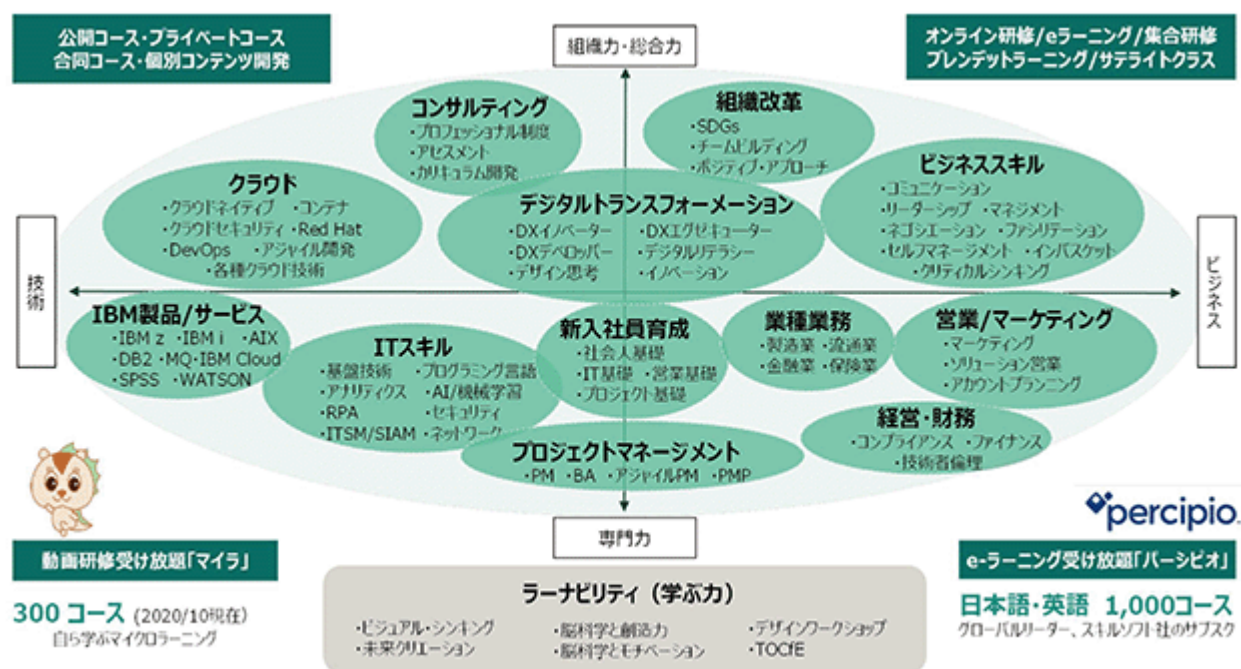 公開コース・プライベートコース
合同コース・個別コンテンツ開発
組織力・総合力
オンライン研修/eラーニング/集合研修
ブレンデットラーニング/サテライトクラス
コンサルティング
・プロフェッショナル制度
・アセスメント
・カリキュラム開発
組織改革
・SDGs
・チームビルディング
・ポジティブ・アプローチ
クラウド
・クラウドネイティブ ・コンテナ
・クラウドセキュリティ ・Red Hat
・DevOps ・アジャイル開発
・各種クラウド技術
デジタルトランスフォーメーション
・DXイノベーター ・DXエグゼキューター
・DXデベロッパー ・デジタルリテラシー
・デザイン思考 ・イノベーション
ビジネススキル
・コミュニケーション
・リーダーシップ ・マネジメント
・ネゴシエーション ・ファシリテーション
・セルフマネージメント ・インバスケット
・クリティカルシンキング
技術
ビジネス
IBM製品/サービス
・IBM z ・IBM i ・AIX
・DB2 ・MQ・IBM Cloud
・SPSS ・WATSON
ITスキル
・基盤技術 ・プログラミング言語
・アナリティクス ・AI/機械学習
・RPA ・セキュリティ
・ITSM/SIAM ・ネットワーク
新入社員育成
・社会人基礎
・IT基礎 ・営業基礎
・プロジェクト基礎
業種業務
・製造業 ・流通業
・金融業 ・保険業
営業/マーケティング
・マーケティング
・ソリューション営業
・アカウントプランニング
経営・財務
・コンプライアンス ・ファイナンス
・技術者倫理
プロジェクトマネージメント
・PM ・BA ・アジャイルPM ・PMP
専門力
percipio.
動画研修受け放題「マイラ」
300 コース (2020/10現在)
自ら学ぶマイクロラーニング
e-ラーニング受け放題「パーシピオ」
日本語・英語 1,000コース
グローバルリーダー、スキルソフト社のサブスク
ラーナビリティ（学ぶ力）
・ビジュアル・シンキング ・脳科学と創造力 ・デザインワークショップ
・未来クリエーション ・脳科学とモチベーション ・TOCfE